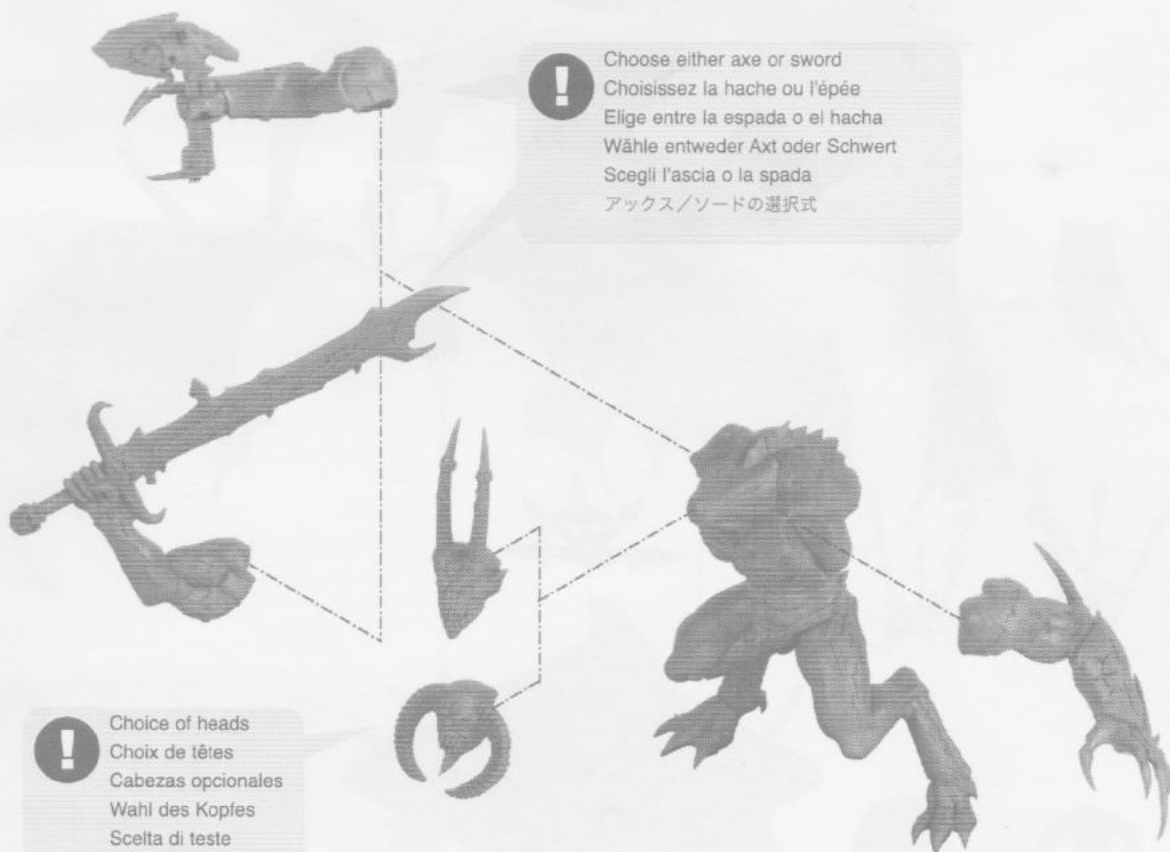 Choose either axe or sword
Choisissez la hache ou l'épée
Elige entre la espada o el hacha
Wähle entweder Axt oder Schwert
Scegli l'ascia o la spada
アックス/ソードの選択式
Choice of heads
Choix de têtes
Cabezas opcionales
Wahl des Kopfes
Scelta di teste